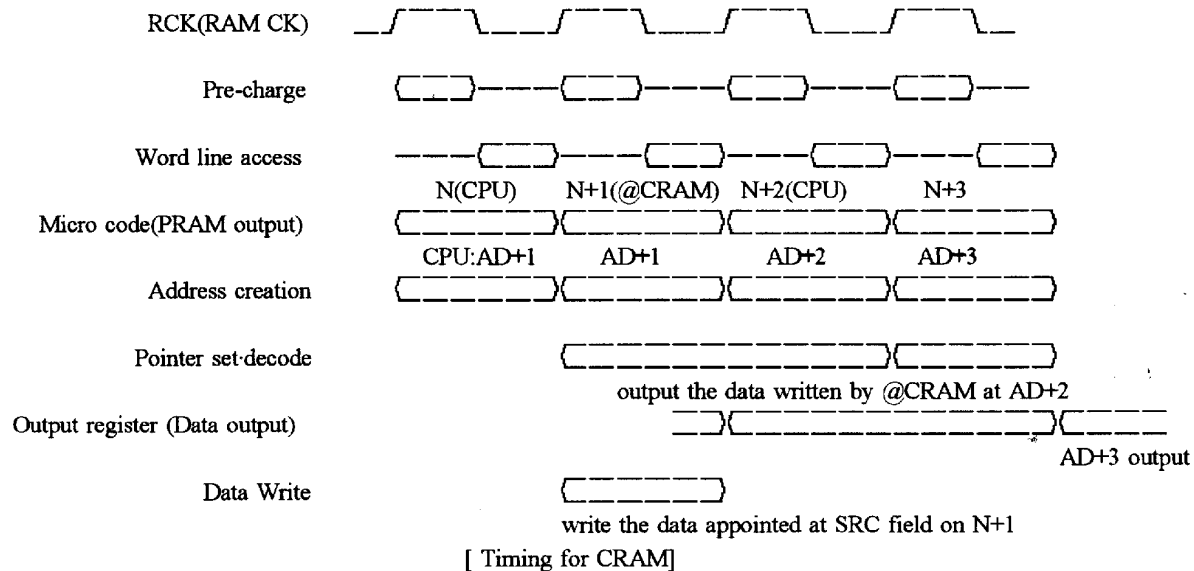 RCK(RAM CK)
Pre-charge
Word line access
N(CPU) N+1(@CRAM) N+2(CPU) N+3
Micro code(PRAM output)
CPU:AD+1 AD+1 AD+2 AD+3
Address creation
Pointer set·decode
output the data written by @CRAM at AD+2
Output register (Data output)
AD+3 output
Data Write
write the data appointed at SRC field on N+1
[ Timing for CRAM]